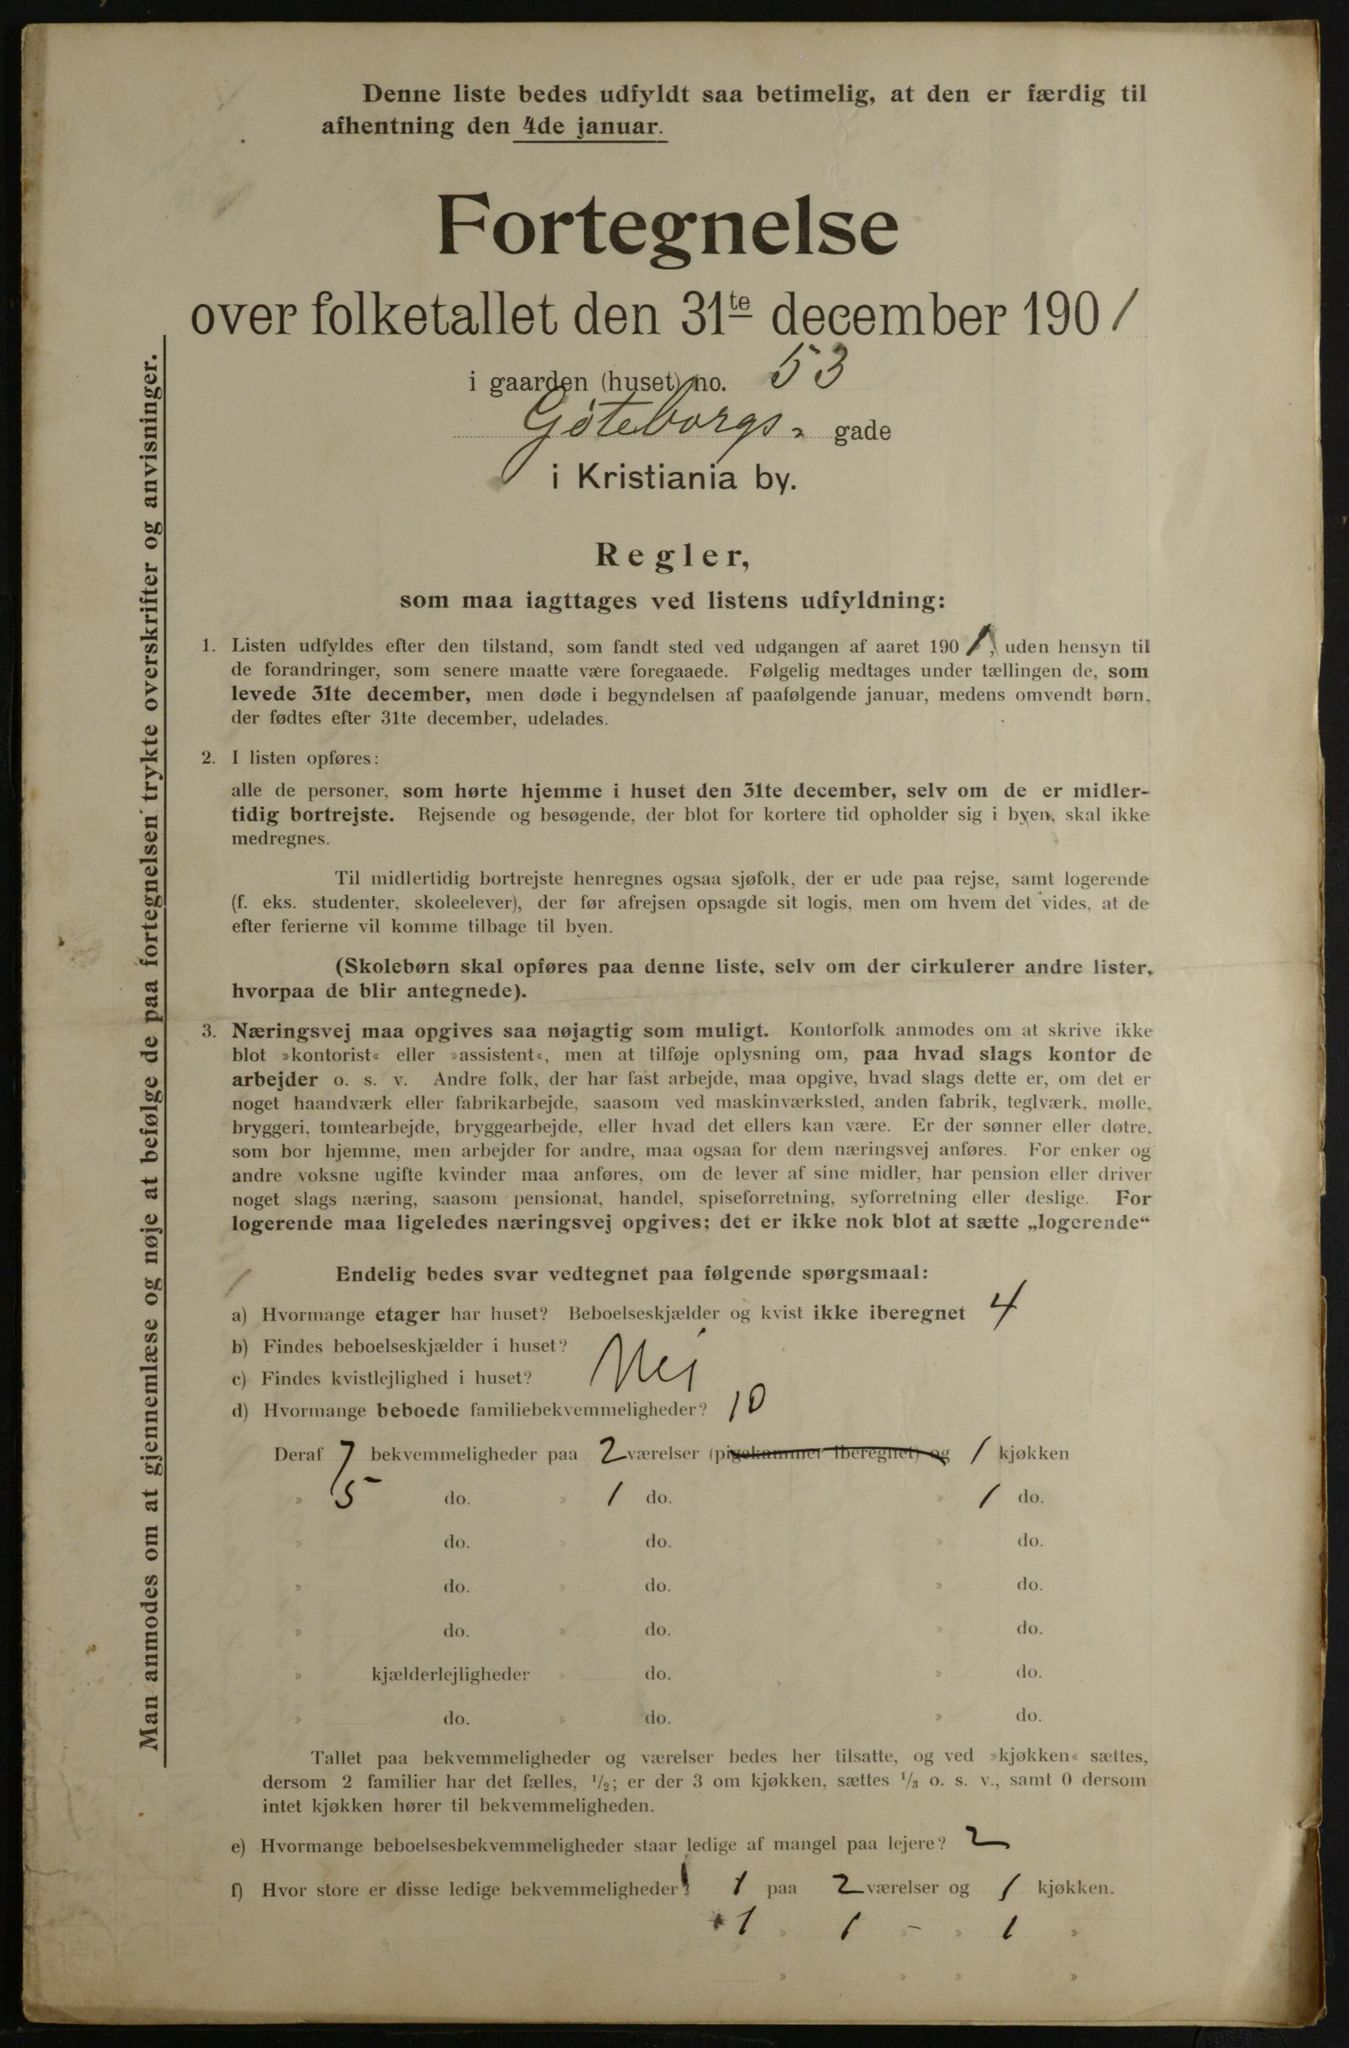 Denne liste bedes udfyldt saa betimelig, at den er færdig til
afhentning den 4de januar.
Fortegnelse
over folketallet den 31te december 1901
i gaarden (huset) no. 53
Gøteborgs- gade
i Kristiania by.
Regler,
som maa iagttages ved listens udfyldning:
1. Listen udfyldes efter den tilstand, som fandt sted ved udgangen af aaret 1901, uden hensyn til
de forandringer, som senere maatte være foregaaede. Følgelig medtages under tællingen de, som
levede 31te december, men døde i begyndelsen af paafølgende januar, medens omvendt børn,
der fødtes efter 31te december, udelades.
2. I listen opføres:
alle de personer, som hørte hjemme i huset den 31te december, selv om de er midler-
tidig bortrejste. Rejsende og besøgende, der blot for kortere tid opholder sig i byen, skal ikke
medregnes.
Til midlertidig bortrejste henregnes ogsaa sjøfolk, der er ude paa rejse, samt logerende
(f. eks. studenter, skoleelever), der før afrejsen opsagde sit logis, men om hvem det vides, at de
efter ferierne vil komme tilbage til byen.
(Skolebørn skal opføres paa denne liste, selv om der cirkulerer andre lister,
hvorpaa de blir antegnede).
3. Næringsvej maa opgives saa nøjagtig som muligt. Kontorfolk anmodes om at skrive ikke
blot »kontorist« eller »assistent«, men at tilføje oplysning om, paa hvad slags kontor de
arbejder o. s. v. Andre folk, der har fast arbejde, maa opgive, hvad slags dette er, om det er
noget haandværk eller fabrikarbejde, saasom ved maskinværksted, anden fabrik, teglværk, mølle,
bryggeri, tomtearbejde, bryggearbejde, eller hvad det ellers kan være. Er der sønner eller døtre,
som bor hjemme, men arbejder for andre, maa ogsaa for dem næringsvej anføres. For enker og
andre voksne ugifte kvinder maa anføres, om de lever af sine midler, har pension eller driver
noget slags næring, saasom pensionat, handel, spiseforretning, syforretning eller deslige. For
logerende maa ligeledes næringsvej opgives; det er ikke nok blot at sætte „logerende“
Endelig bedes svar vedtegnet paa følgende spørgsmaal:
a) Hvormange etager har huset? Beboelseskjælder og kvist ikke iberegnet 4
b) Findes beboelseskjælder i huset?
c) Findes kvistlejlighed i huset? Nei
d) Hvormange beboede familiebekvemmeligheder? 10
Deraf 7 bekvemmeligheder paa 2 værelser (pigekammer iberegnet) og 1 kjøkken
» 5 do. » 1 do. » 1 do.
» do. » do. » do.
» do. » do. » do.
» do. » do. » do.
» kjælderlejligheder » do. » do.
» do. » do. » do.
Tallet paa bekvemmeligheder og værelser bedes her tilsatte, og ved »kjøkken« sættes,
dersom 2 familier har det fælles, 1/2; er der 3 om kjøkken, sættes 1/3 o. s. v., samt 0 dersom
intet kjøkken hører til bekvemmeligheden.
e) Hvormange beboelsesbekvemmeligheder staar ledige af mangel paa lejere? 2
f) Hvor store er disse ledige bekvemmeligheder? 1 paa 2 værelser og 1 kjøkken.
1 » 1 - » 1 »
» » » »
Man anmodes om at gjennemlæse og nøje at befølge de paa fortegnelsen trykte overskrifter og anvisninger.